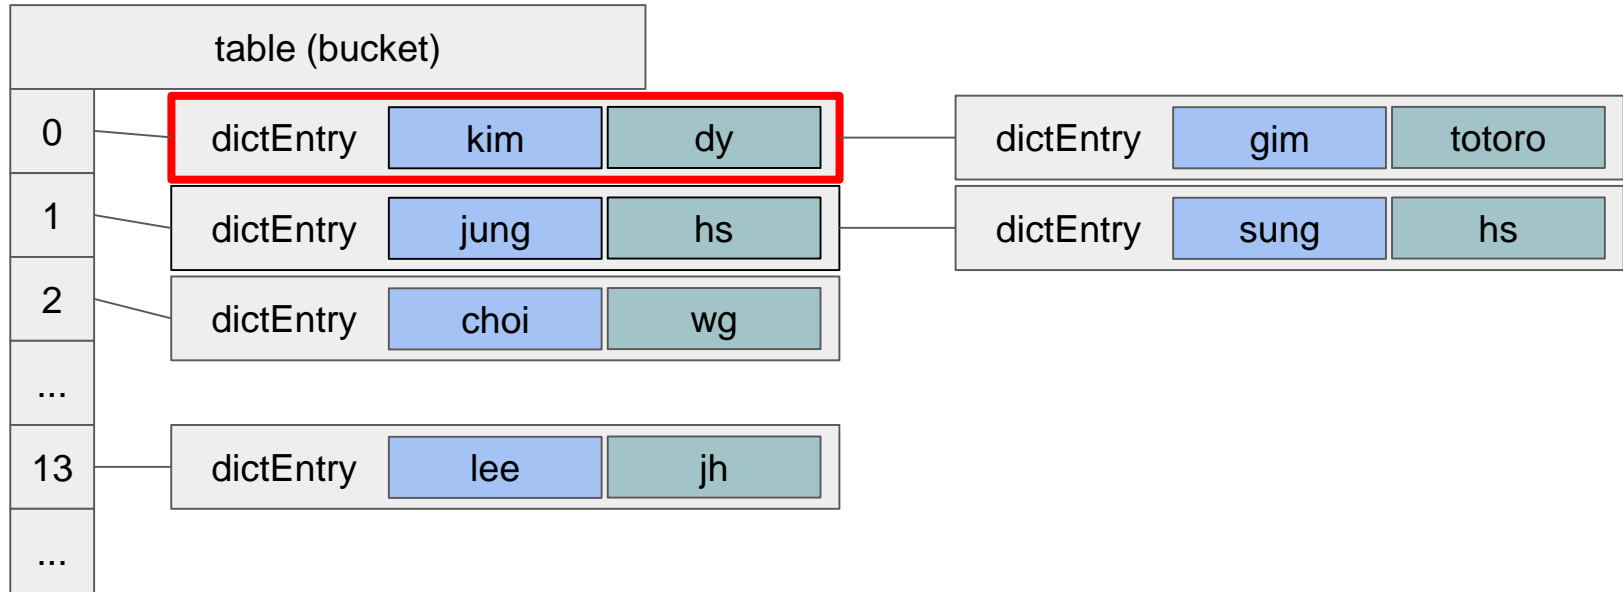 table (bucket)
0 dictEntry kim dy dictEntry gim totoro
1 dictEntry jung hs dictEntry sung hs
2 dictEntry choi wg
...
13 dictEntry lee jh
...